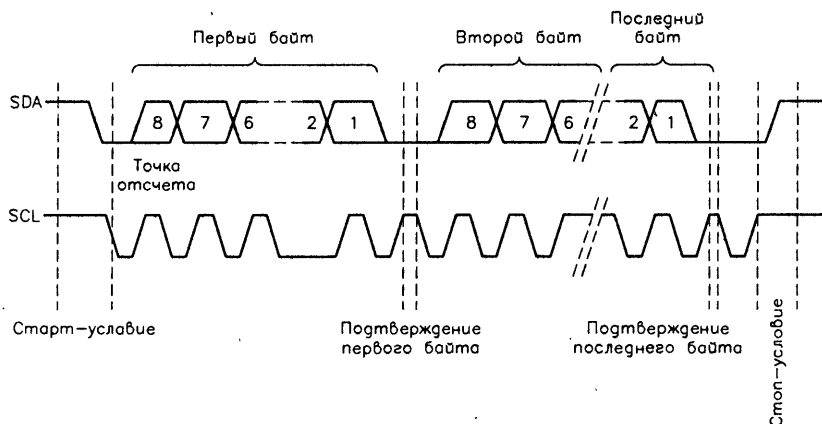 Первый байт
Второй байт
Последний
байт
SDA
8 7 6 2 1
8 7 6 2 1
Точка
отсчета
SCL
Старт-условие
Подтверждение
первого байта
Подтверждение
последнего байта
Стоп-условие